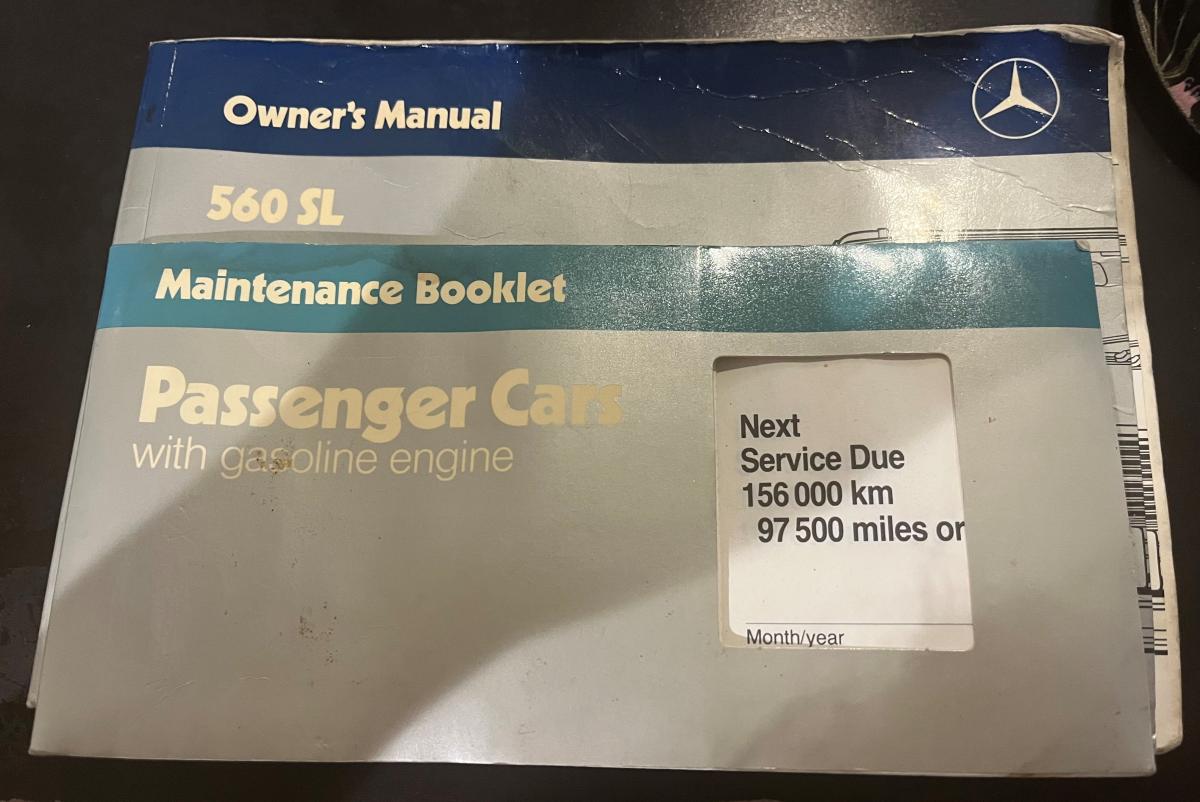 Owner's Manual
560 SL
Maintenance Booklet
Passenger Cars
with gasoline engine
Next
Service Due
156 000 km
97 500 miles or
Month/year